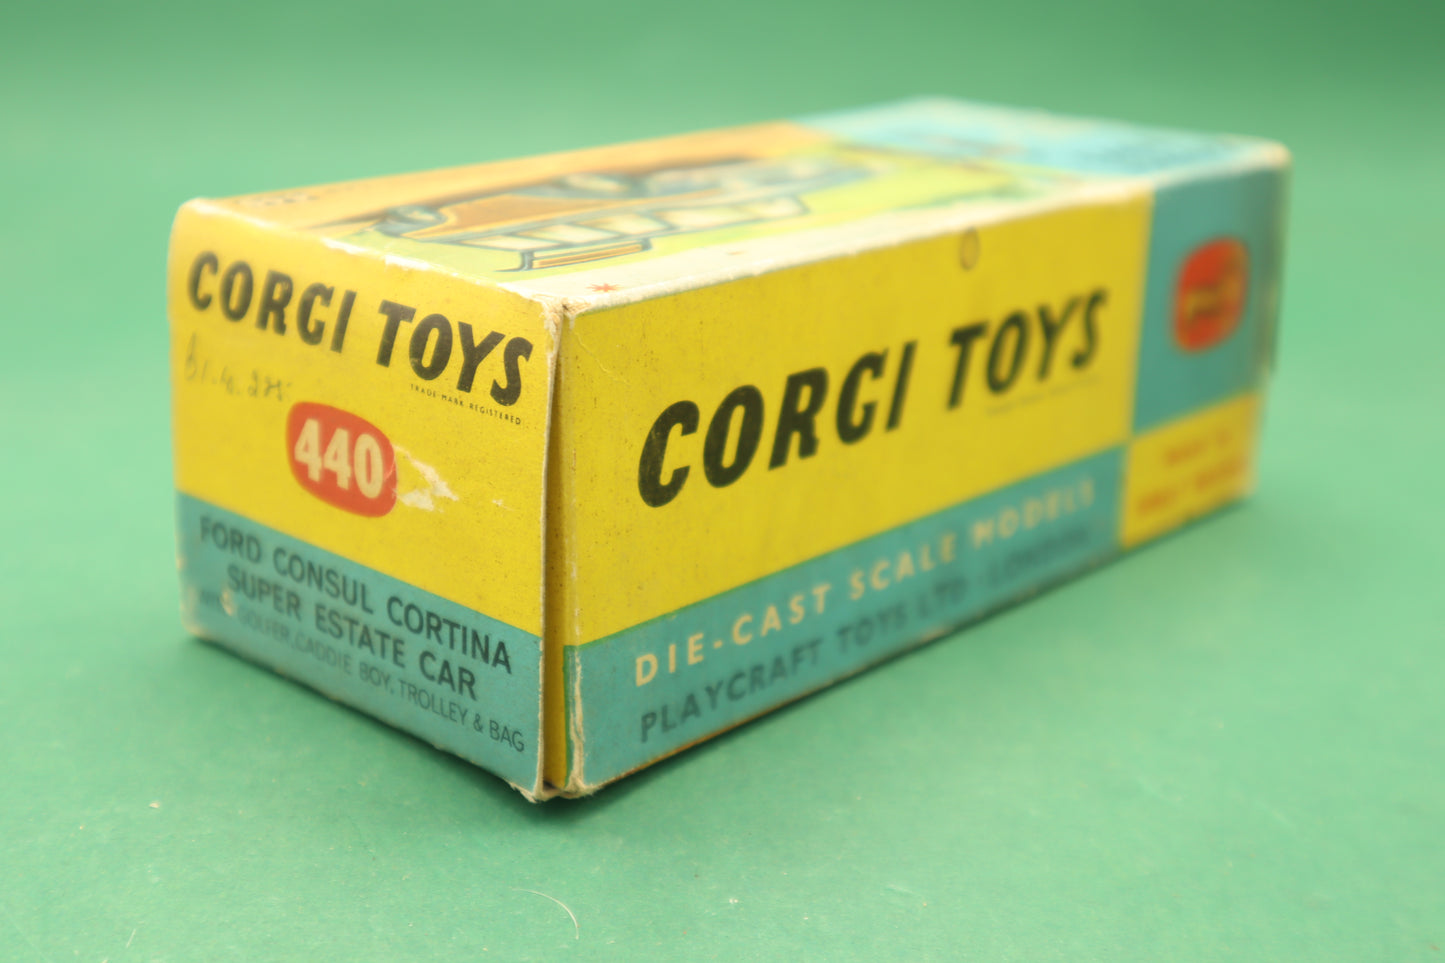 CORGI TOYS
TRADE-MARK REGISTERED
440
FORD CONSUL CORTINA
SUPER ESTATE CAR
GOLFER, CADDIE BOY, TROLLEY & BAG
CORGI TOYS
DIE-CAST SCALE MODELS
PLAYCRAFT TOYS LTD · LONDON